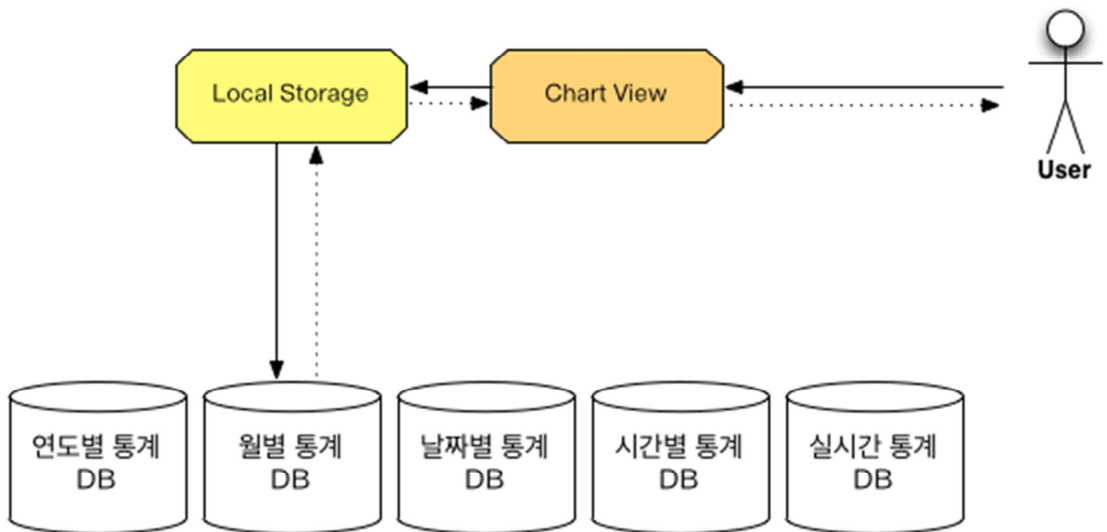 Local Storage
Chart View
User
연도별 통계
DB
월별 통계
DB
날짜별 통계
DB
시간별 통계
DB
실시간 통계
DB